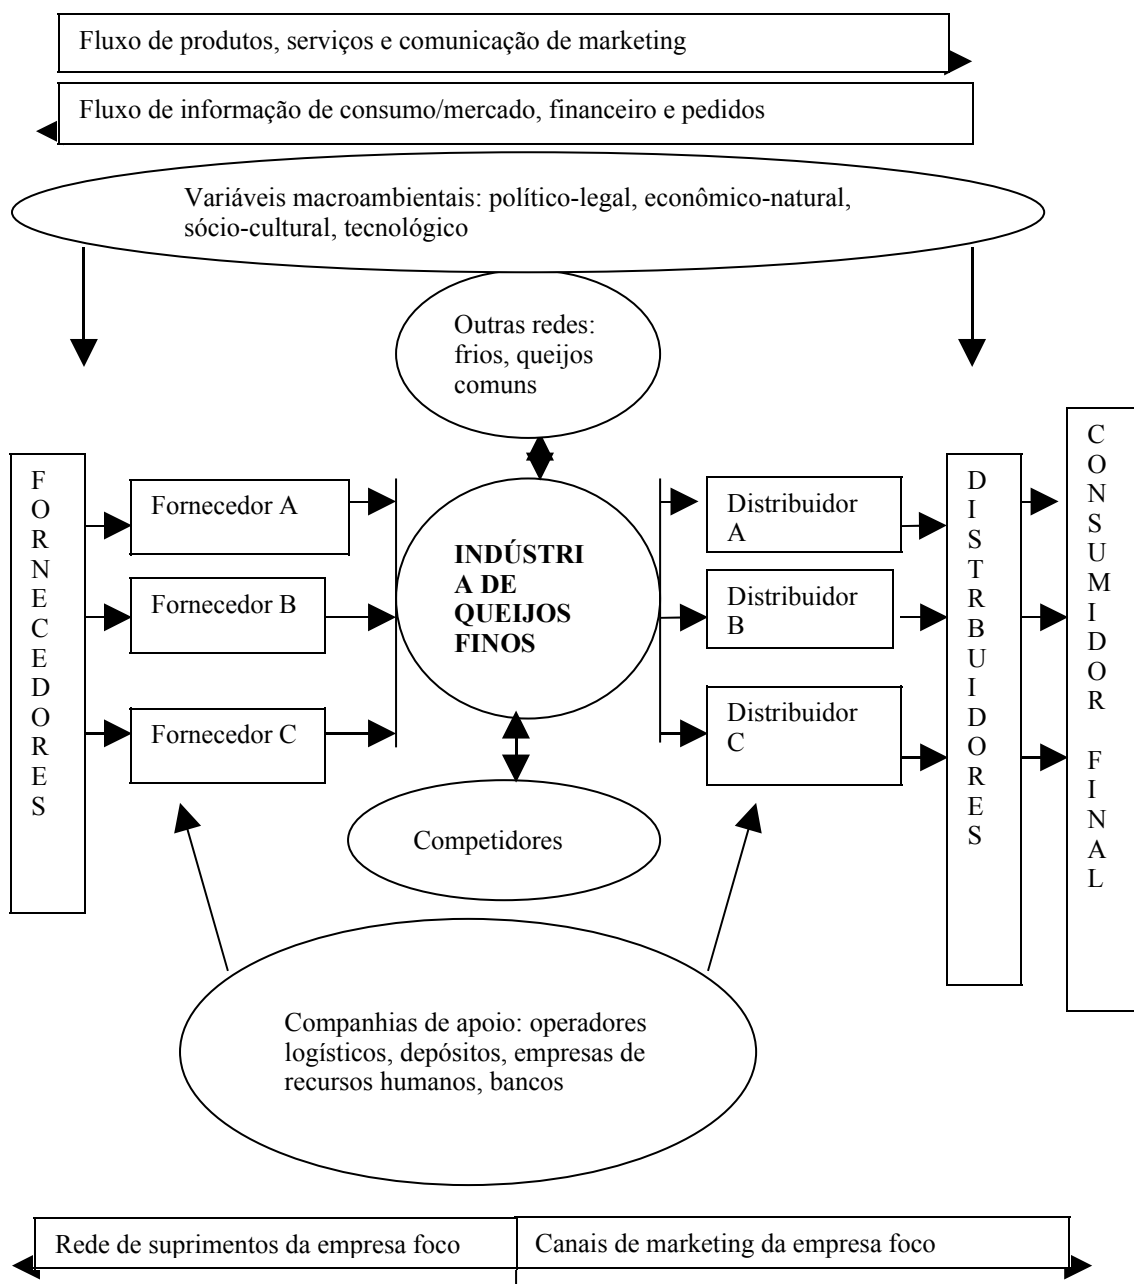 Fluxo de produtos, serviços e comunicação de marketing
Fluxo de informação de consumo/mercado, financeiro e pedidos
Variáveis macroambientais: político-legal, econômico-natural,
sócio-cultural, tecnológico
Outras redes:
frios, queijos
comuns
F
O
R
N
E
C
E
D
O
R
E
S
Fornecedor A
Fornecedor B
Fornecedor C
INDÚSTRI
A DE
QUEIJOS
FINOS
Distribuidor
A
Distribuidor
B
Distribuidor
C
D
I
S
T
R
B
U
I
D
O
R
E
S
C
O
N
S
U
M
I
D
O
R
F
I
N
A
L
Competidores
Companhias de apoio: operadores
logísticos, depósitos, empresas de
recursos humanos, bancos
Rede de suprimentos da empresa foco
Canais de marketing da empresa foco